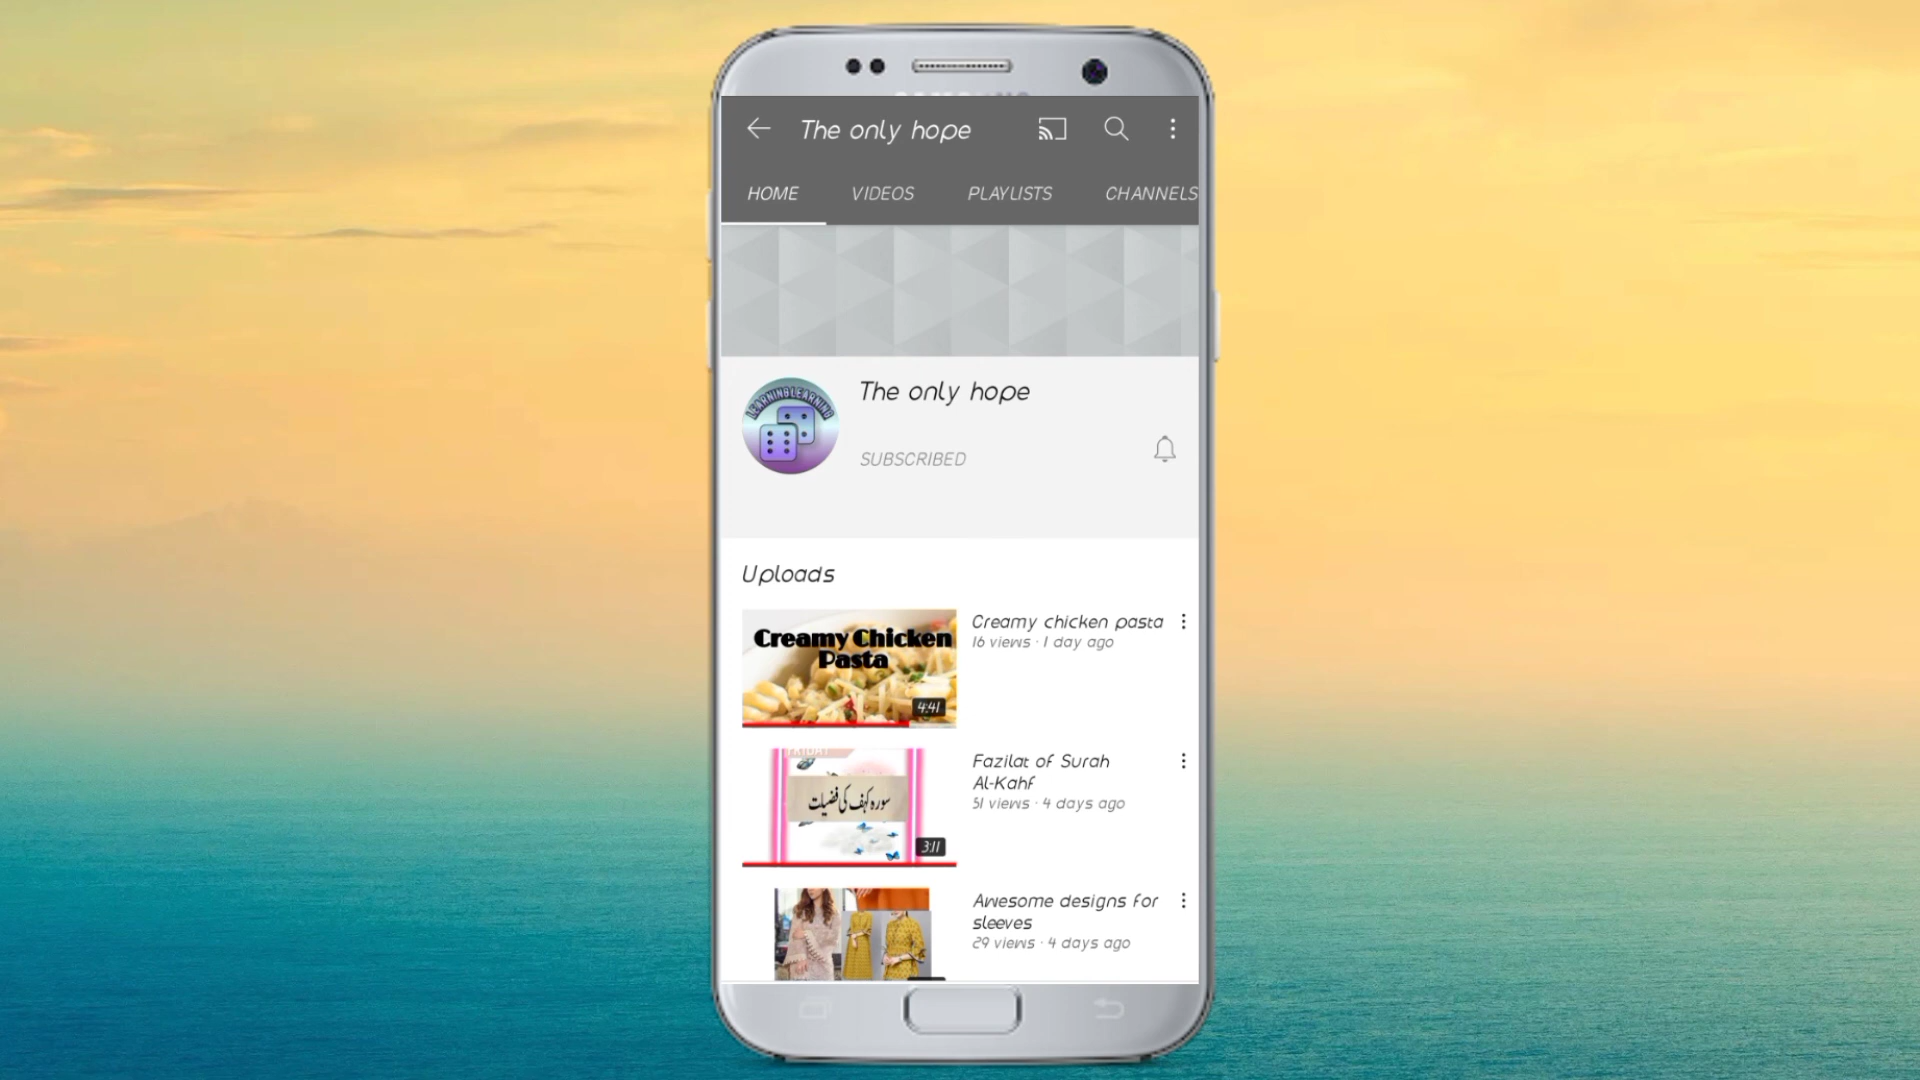 The only hope
HOME VIDEOS PLAYLISTS CHANNELS
LEARNINGLEARNING
The only hope
SUBSCRIBED
Uploads
Creamy Chicken
Pasta
4:41
Creamy chicken pasta
16 views · 1 day ago
سورہ کہف کی فضیلت
3:11
Fazilat of Surah
Al-Kahf
51 views · 4 days ago
Awesome designs for
sleeves
29 views · 4 days ago